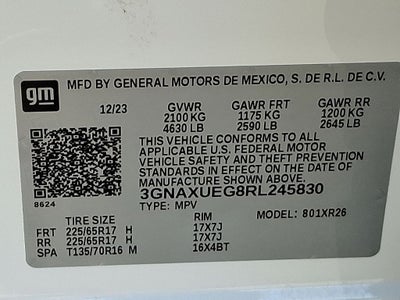 gm MFD BY GENERAL MOTORS DE MEXICO, S. DE R.L. DE C.V.
12/23 GVWR GAWR FRT GAWR RR
2100 KG 1175 KG 1200 KG
4630 LB 2590 LB 2645 LB
THIS VEHICLE CONFORMS TO ALL
APPLICABLE U.S. FEDERAL MOTOR
VEHICLE SAFETY STANDARDS IN
EFFECT ON THE DATE OF
MANUFACTURE SHOWN ABOVE.
3GNAXUEG8RL245830
8624 TYPE: MPV
TIRE SIZE RIM MODEL: 801XR26
FRT 225/65R17 H 17X7J
RR 225/65R17 H 17X7J
SPA T135/70R16 M 16X4BT